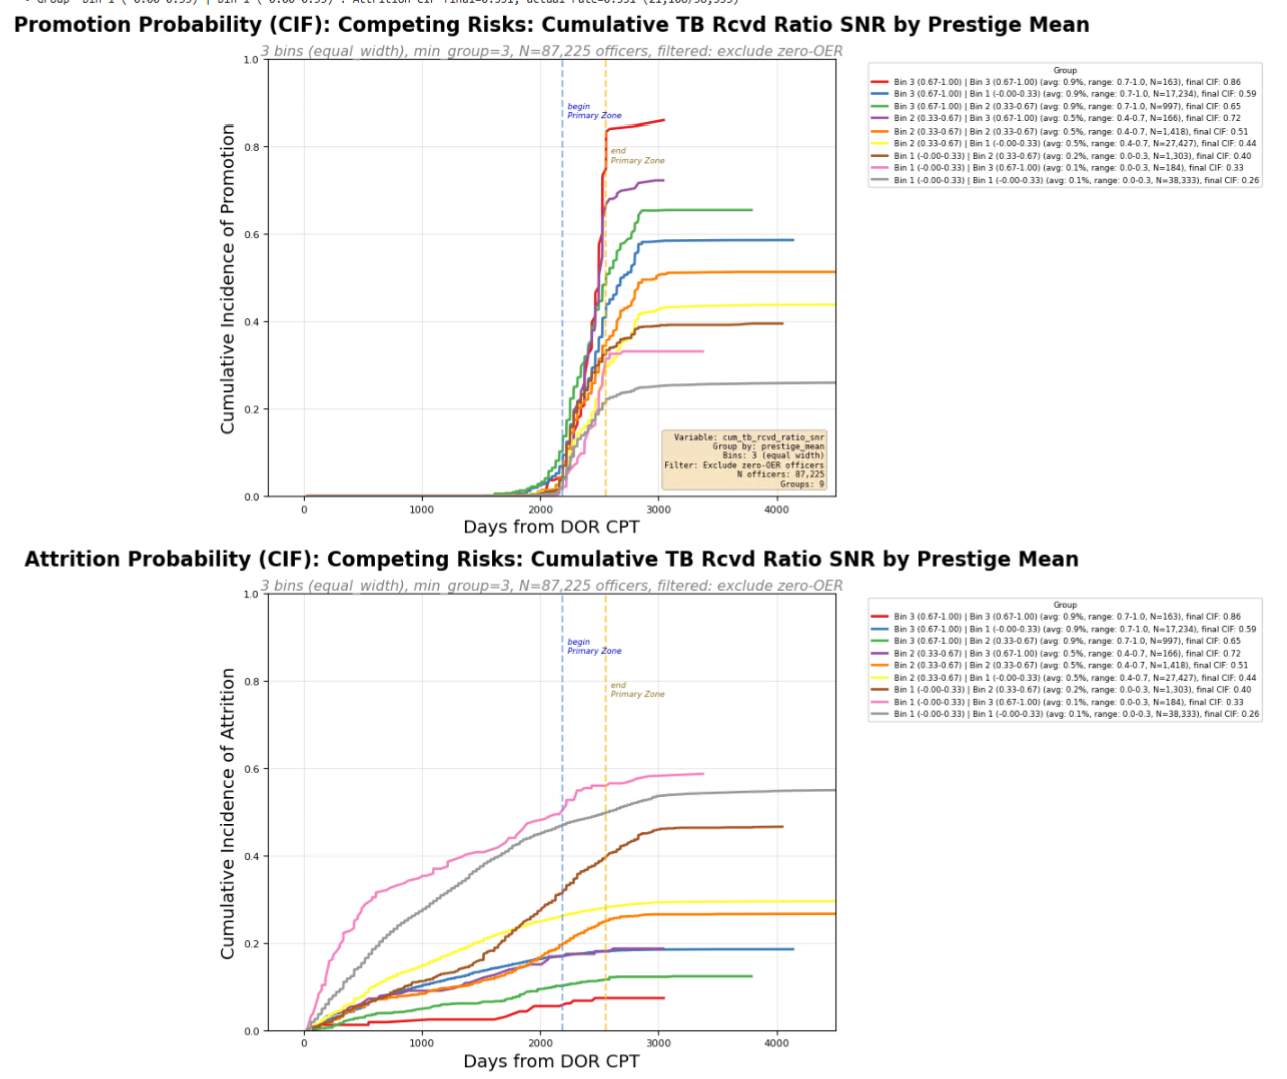 Promotion Probability (CIF): Competing Risks: Cumulative TB Rcvd SNR by Prestige Mean
3 bins (equal_width), min_group=3, N=87,225 officers, filtered: exclude zero-OER
Cumulative Incidence of Promotion
1.0
0.8
0.6
0.4
0.2
0.0
begin
Primary Zone
end
Primary Zone
Variable: cum_tb_rcvd_ratio_snr
Group by: prestige_mean
Bins: 3 (equal width)
Filter: Exclude zero-OER officers
N officers: 87,225
Groups: 9
0
1000
2000
3000
4000
Days from DOR CPT
Group
Bin 3 (0.67-1.00) | Bin 3 (0.67-1.00) (avg: 0.9%, range: 0.7-1.0, N=163), final CIF: 0.86
Bin 3 (0.67-1.00) | Bin 1 (-0.00-0.33) (avg: 0.9%, range: 0.7-1.0, N=17,234), final CIF: 0.59
Bin 3 (0.67-1.00) | Bin 2 (0.33-0.67) (avg: 0.9%, range: 0.7-1.0, N=997), final CIF: 0.65
Bin 2 (0.33-0.67) | Bin 3 (0.67-1.00) (avg: 0.5%, range: 0.4-0.7, N=166), final CIF: 0.72
Bin 2 (0.33-0.67) | Bin 2 (0.33-0.67) (avg: 0.5%, range: 0.4-0.7, N=1,418), final CIF: 0.51
Bin 2 (0.33-0.67) | Bin 1 (-0.00-0.33) (avg: 0.5%, range: 0.4-0.7, N=27,427), final CIF: 0.44
Bin 1 (-0.00-0.33) | Bin 2 (0.33-0.67) (avg: 0.2%, range: 0.0-0.3, N=1,303), final CIF: 0.40
Bin 1 (-0.00-0.33) | Bin 3 (0.67-1.00) (avg: 0.1%, range: 0.0-0.3, N=184), final CIF: 0.33
Bin 1 (-0.00-0.33) | Bin 1 (-0.00-0.33) (avg: 0.1%, range: 0.0-0.3, N=38,333), final CIF: 0.26
Attrition Probability (CIF): Competing Risks: Cumulative TB Rcvd Ratio SNR by Prestige Mean
3 bins (equal_width), min_group=3, N=87,225 officers, filtered: exclude zero-OER
Cumulative Incidence of Attrition
1.0
0.8
0.6
0.4
0.2
0.0
begin
Primary Zone
end
Primary Zone
0
1000
2000
3000
4000
Days from DOR CPT
Group
Bin 3 (0.67-1.00) | Bin 3 (0.67-1.00) (avg: 0.9%, range: 0.7-1.0, N=163), final CIF: 0.86
Bin 3 (0.67-1.00) | Bin 1 (-0.00-0.33) (avg: 0.9%, range: 0.7-1.0, N=17,234), final CIF: 0.59
Bin 3 (0.67-1.00) | Bin 2 (0.33-0.67) (avg: 0.9%, range: 0.7-1.0, N=997), final CIF: 0.65
Bin 2 (0.33-0.67) | Bin 3 (0.67-1.00) (avg: 0.5%, range: 0.4-0.7, N=166), final CIF: 0.72
Bin 2 (0.33-0.67) | Bin 2 (0.33-0.67) (avg: 0.5%, range: 0.4-0.7, N=1,418), final CIF: 0.51
Bin 2 (0.33-0.67) | Bin 1 (-0.00-0.33) (avg: 0.5%, range: 0.4-0.7, N=27,427), final CIF: 0.44
Bin 1 (-0.00-0.33) | Bin 2 (0.33-0.67) (avg: 0.2%, range: 0.0-0.3, N=1,303), final CIF: 0.40
Bin 1 (-0.00-0.33) | Bin 3 (0.67-1.00) (avg: 0.1%, range: 0.0-0.3, N=184), final CIF: 0.33
Bin 1 (-0.00-0.33) | Bin 1 (-0.00-0.33) (avg: 0.1%, range: 0.0-0.3, N=38,333), final CIF: 0.26